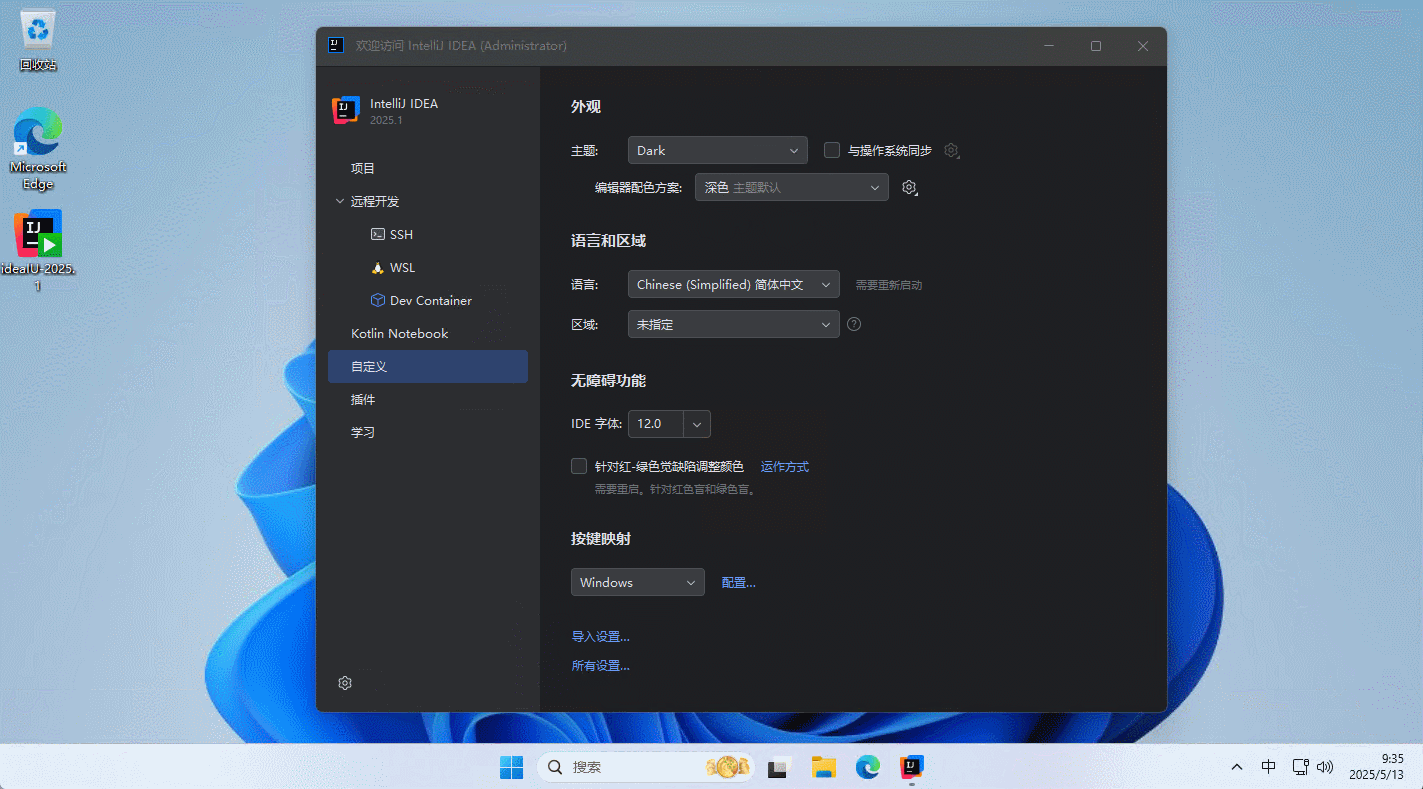 回收站
Microsoft
Edge
ideaIU-2025.
1
欢迎访问 IntelliJ IDEA (Administrator)
IntelliJ IDEA
2025.1
项目
远程开发
SSH
WSL
Dev Container
Kotlin Notebook
自定义
插件
学习
外观
主题: Dark 与操作系统同步
编辑器配色方案: 深色 主题默认
语言和区域
语言: Chinese (Simplified) 简体中文 需要重新启动
区域: 未指定
无障碍功能
IDE 字体: 12.0
针对红-绿色觉缺陷调整颜色 运作方式
需要重启。针对红色盲和绿色盲。
按键映射
Windows 配置...
导入设置...
所有设置...
搜索
中
9:35
2025/5/13